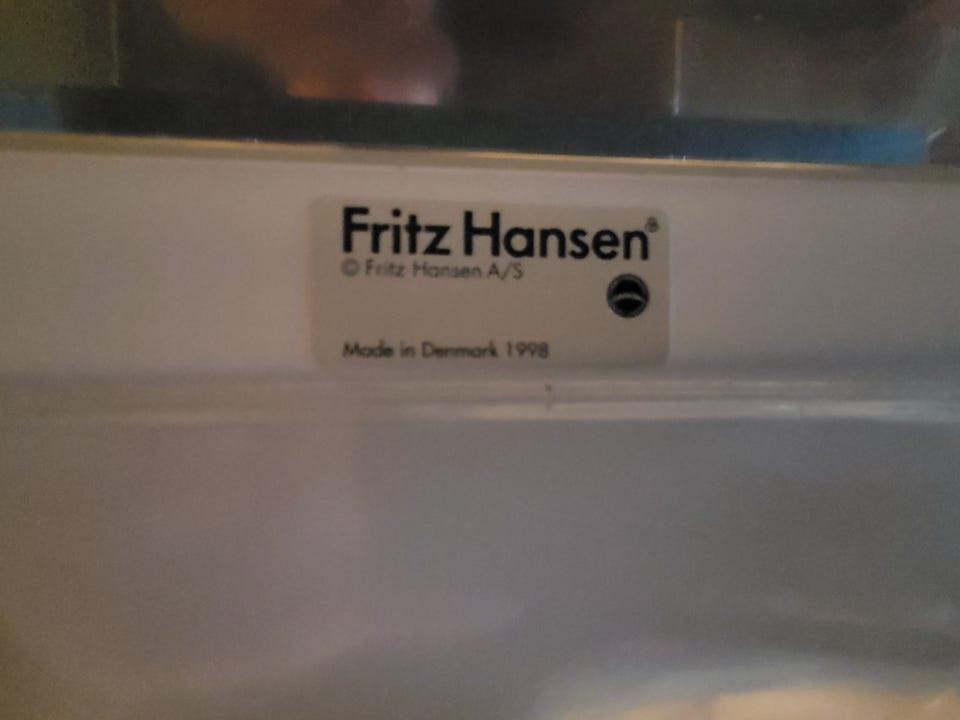 Fritz Hansen®
© Fritz Hansen A/S
Made in Denmark 1998